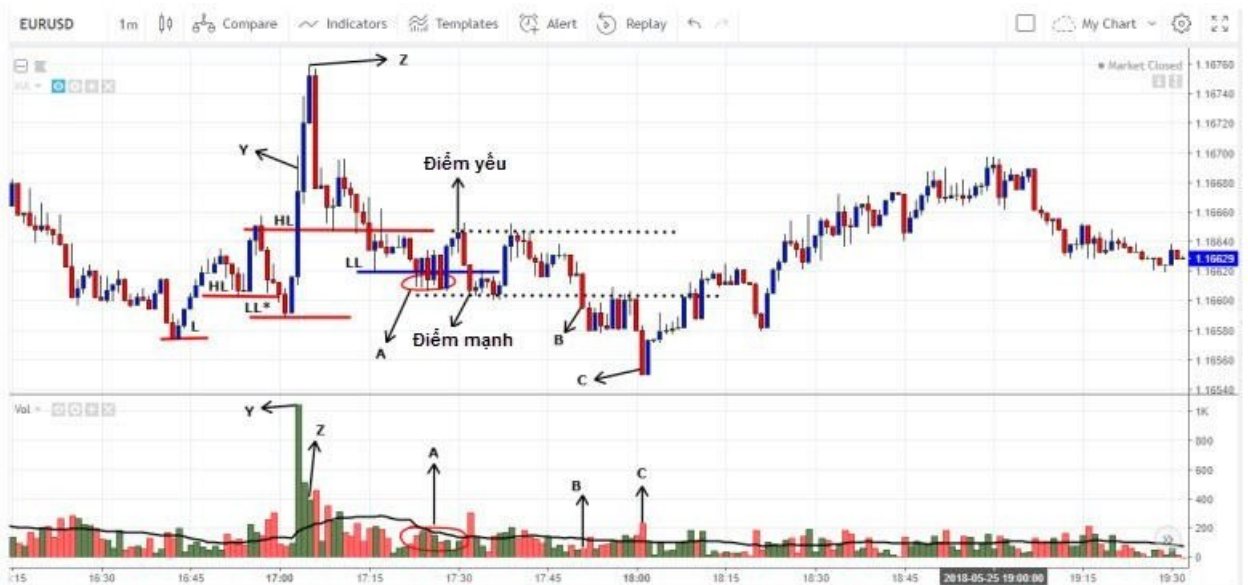 EURUSD 1m Compare Indicators Templates Alert Replay My Chart
Z
Market Closed
1.16760
1.16740
1.16720
1.16700
1.16680
1.16660
1.16640
1.16629
1.16620
1.16600
1.16580
1.16560
1.16540
Y
Điểm yếu
HL
LL
HL
L
LL*
A
Điểm mạnh
B
C
Vol
Y
Z
A
B
C
1K
800
600
400
200
0
:15 16:30 16:45 17:00 17:15 17:30 17:45 18:00 18:15 18:30 18:45 2018-05-25 19:00:00 19:15 19:30